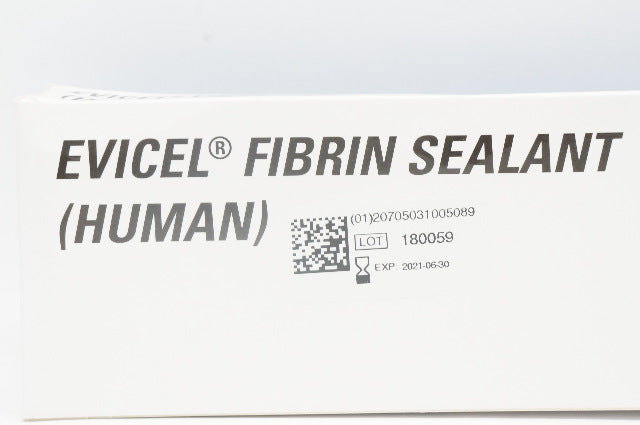 EVICEL® FIBRIN SEALANT
(HUMAN)
(01)20705031005089
LOT 180059
EXP: 2021-06-30